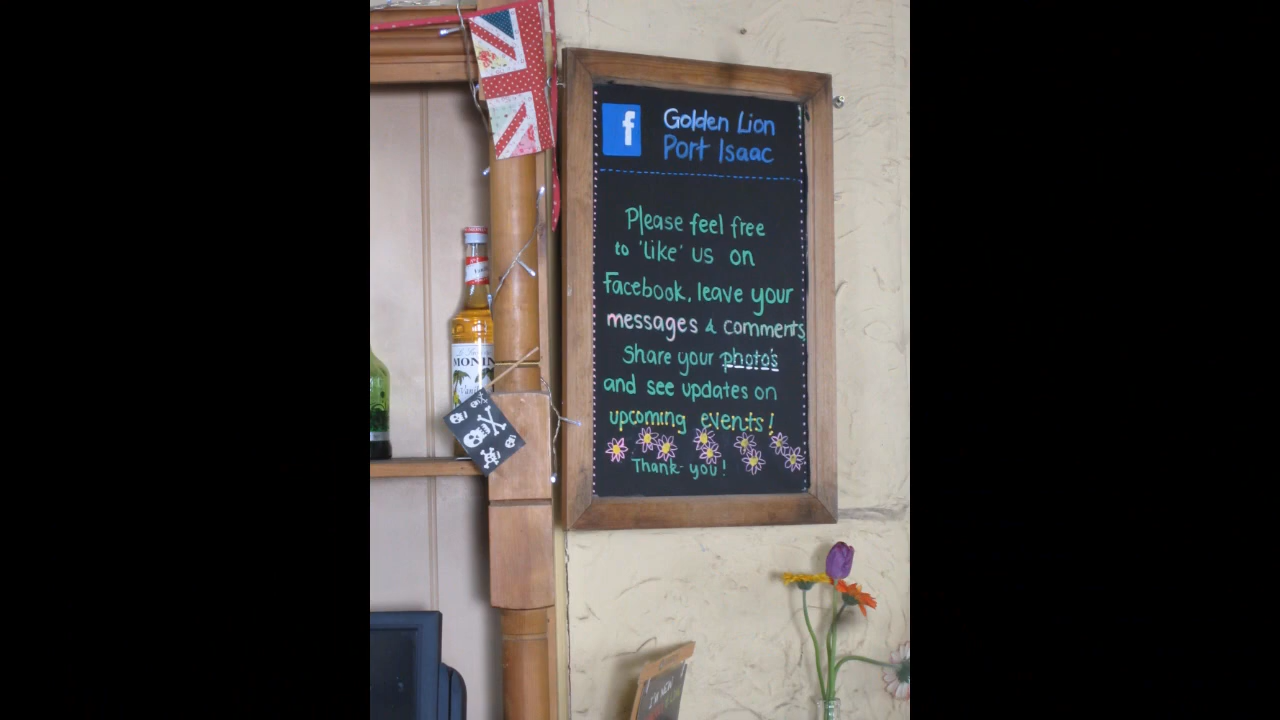 f
Golden Lion
Port Isaac
Please feel free
to 'like' us on
Facebook, leave your
messages & comments
Share your photo's
and see updates on
upcoming events!
Thank you!
MONIN